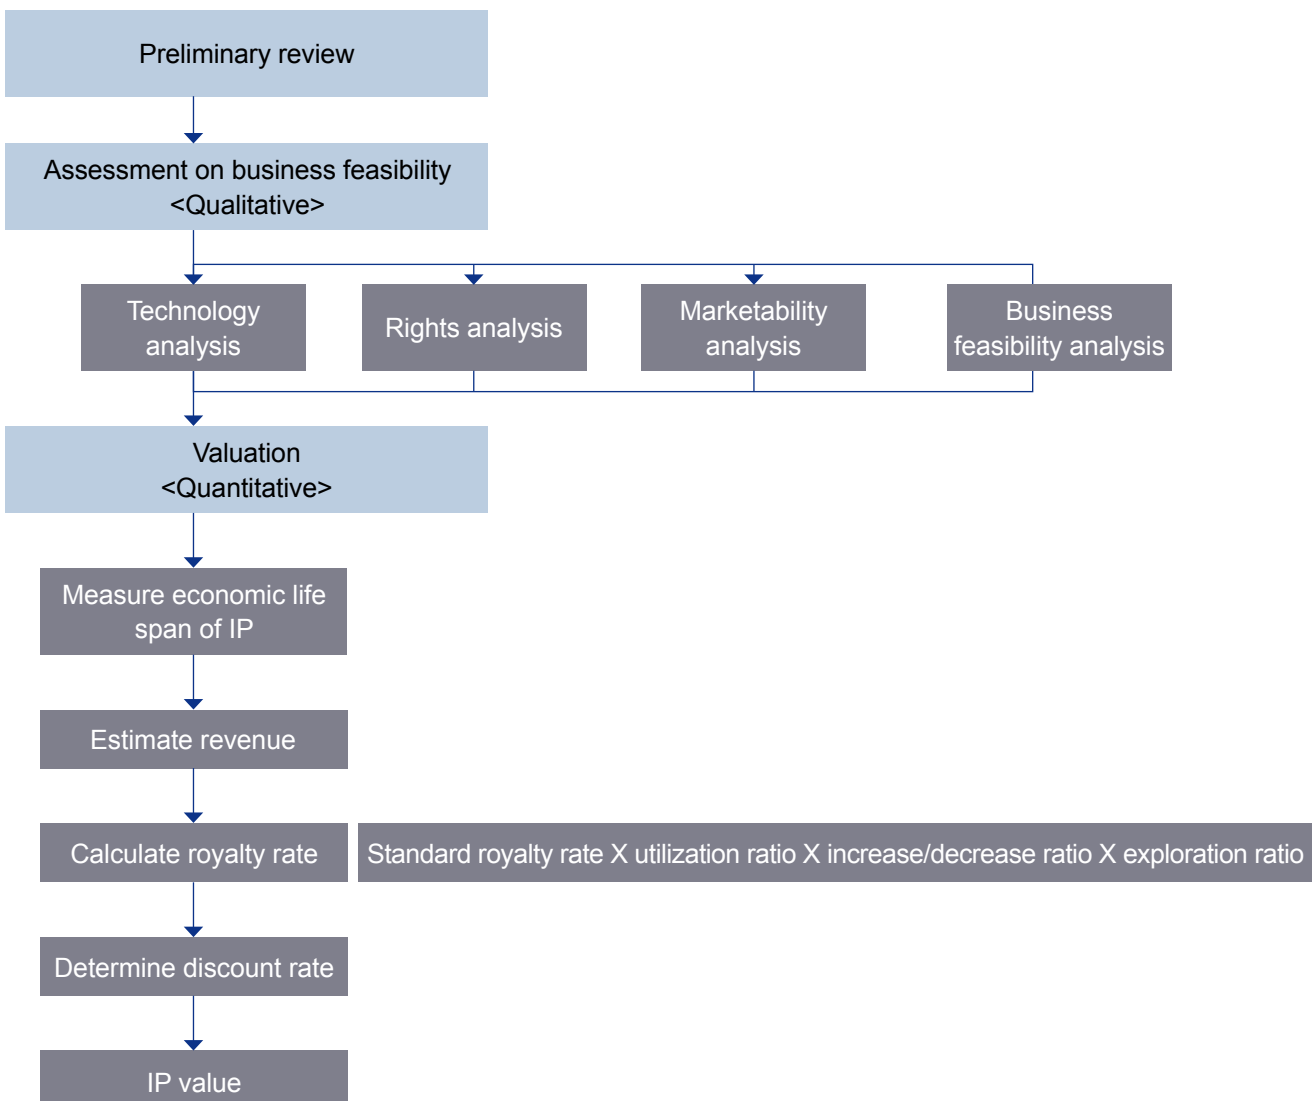 Preliminary review
Assessment on business feasibility
<Qualitative>
Technology
analysis
Rights analysis
Marketability
analysis
Business
feasibility analysis
Valuation
<Quantitative>
Measure economic life
span of IP
Estimate revenue
Calculate royalty rate
Standard royalty rate X utilization ratio X increase/decrease ratio X exploration ratio
Determine discount rate
IP value